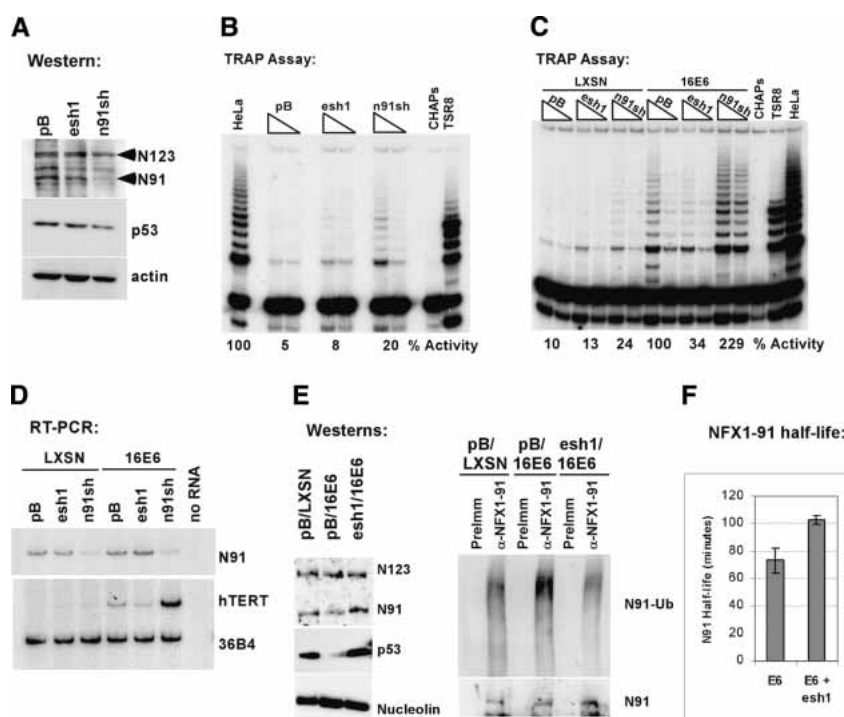 A
Western:
pB esh1 n91sh
N123
N91
p53
actin
B
TRAP Assay:
HeLa pB esh1 n91sh CHAPs TSR8
100 5 8 20 % Activity
C
TRAP Assay:
LXSN 16E6
pB esh1 n91sh pB esh1 n91sh CHAPs TSR8 HeLa
10 13 24 100 34 229 % Activity
D
RT-PCR:
LXSN 16E6
pB esh1 n91sh pB esh1 n91sh no RNA
N91
hTERT
36B4
E
Westerns:
pB/LXSN pB/16E6 esh1/16E6
N123
N91
p53
Nucleolin
pB/ pB/ esh1/
LXSN 16E6 16E6
PreImm α-NFX1-91 PreImm α-NFX1-91 PreImm α-NFX1-91
N91-Ub
N91
F
NFX1-91 half-life:
N91 Half-life (minutes)
120
100
80
60
40
20
0
E6 E6 +
esh1